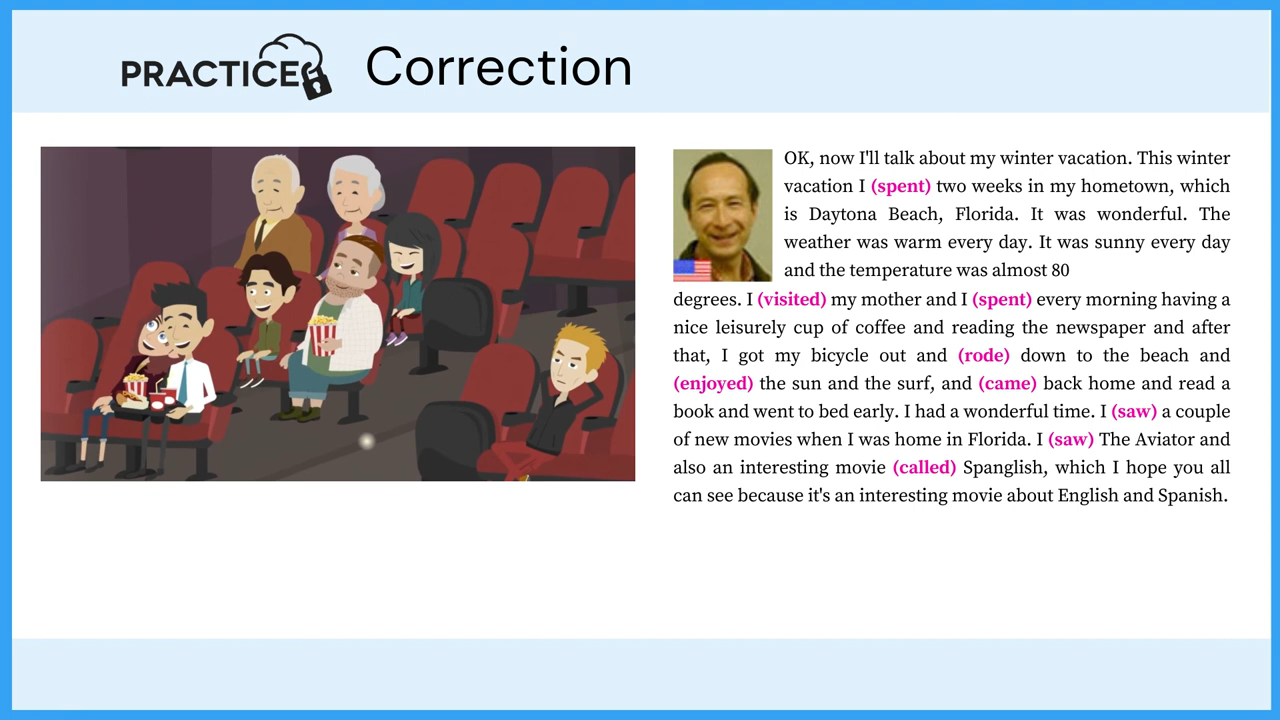 PRACTICE Correction
OK, now I'll talk about my winter vacation. This winter
vacation I (spent) two weeks in my hometown, which
is Daytona Beach, Florida. It was wonderful. The
weather was warm every day. It was sunny every day
and the temperature was almost 80
degrees. I (visited) my mother and I (spent) every morning having a
nice leisurely cup of coffee and reading the newspaper and after
that, I got my bicycle out and (rode) down to the beach and
(enjoyed) the sun and the surf, and (came) back home and read a
book and went to bed early. I had a wonderful time. I (saw) a couple
of new movies when I was home in Florida. I (saw) The Aviator and
also an interesting movie (called) Spanglish, which I hope you all
can see because it's an interesting movie about English and Spanish.